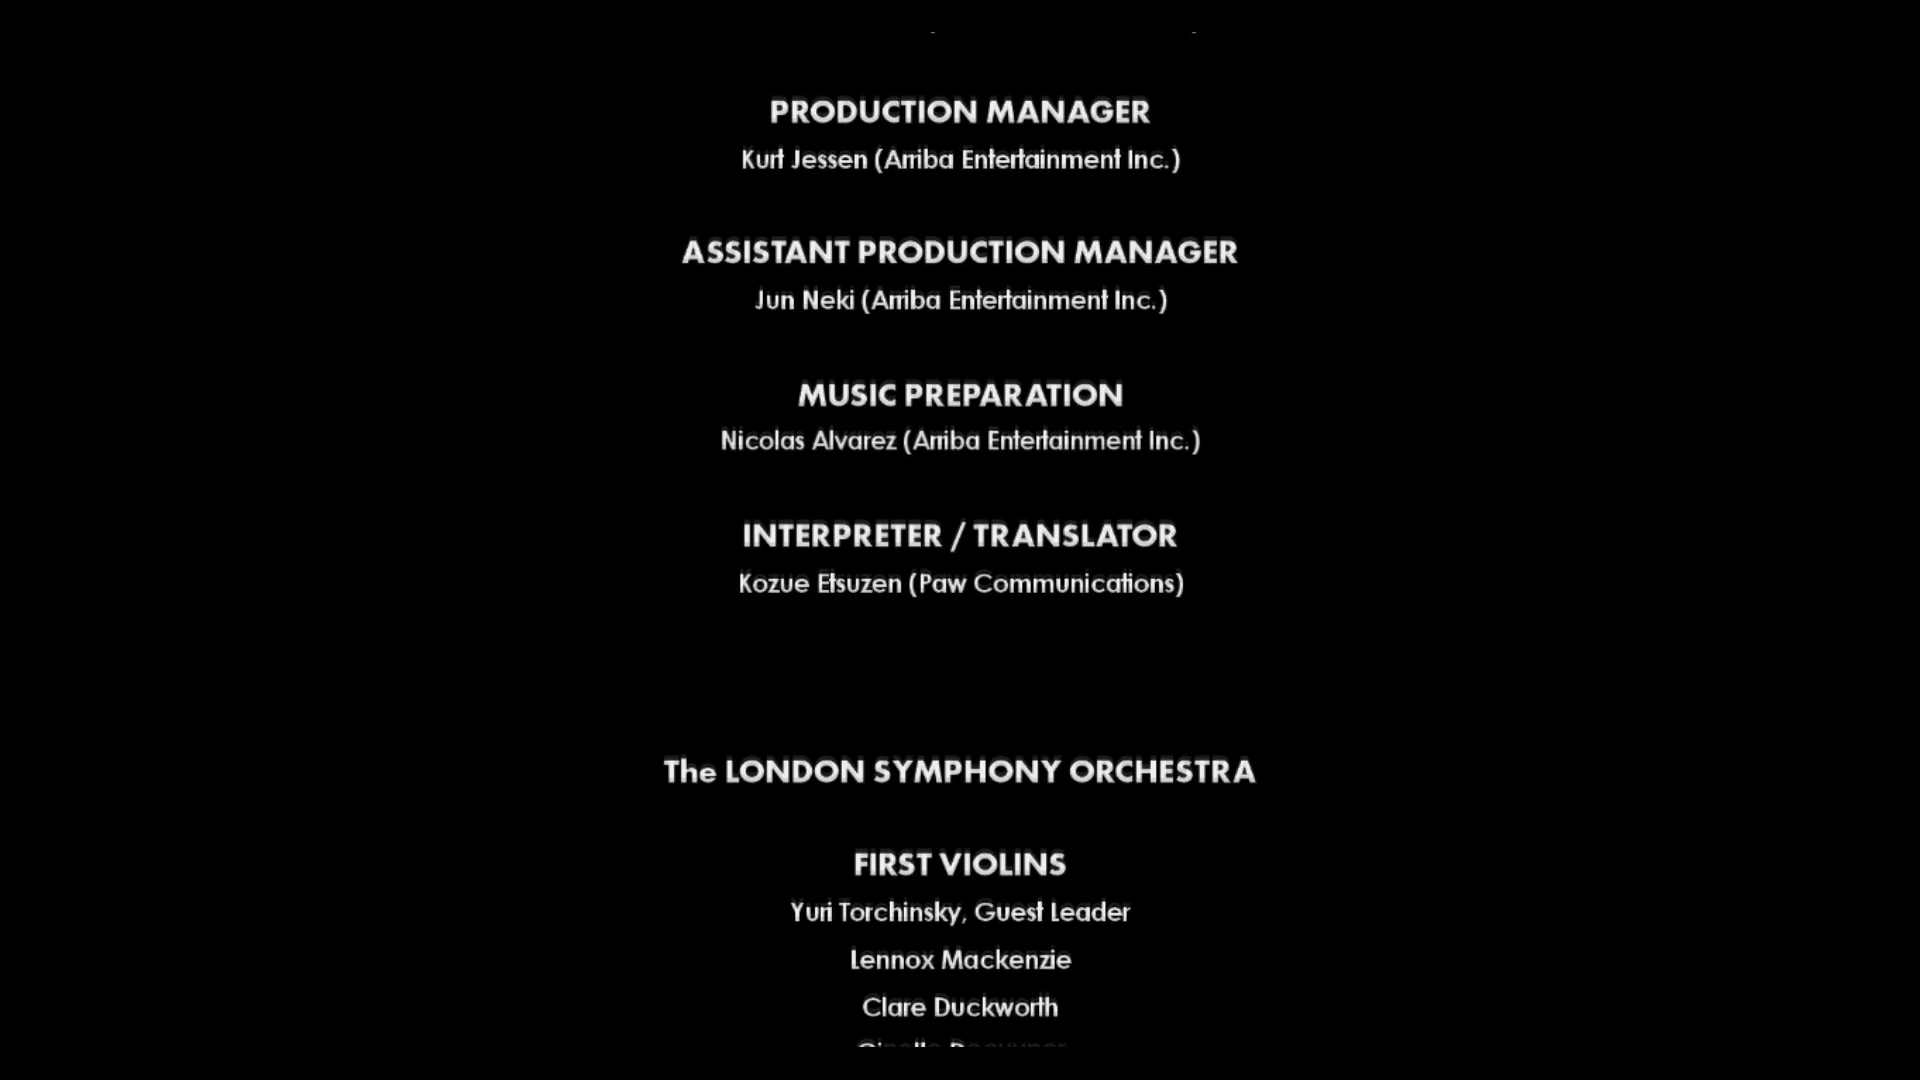 PRODUCTION MANAGER
Kurt Jessen (Arriba Entertainment Inc.)
ASSISTANT PRODUCTION MANAGER
Jun Neki (Arriba Entertainment Inc.)
MUSIC PREPARATION
Nicolas Alvarez (Arriba Entertainment Inc.)
INTERPRETER / TRANSLATOR
Kozue Etsuzen (Paw Communications)
The LONDON SYMPHONY ORCHESTRA
FIRST VIOLINS
Yuri Torchinsky, Guest Leader
Lennox Mackenzie
Clare Duckworth